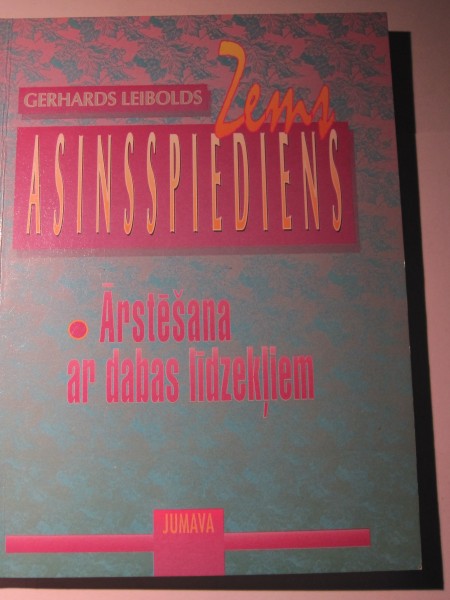 GERHARDS LEIBOLDS
Zems
ASINSSPIEDIENS
Ārstēšana
ar dabas līdzekļiem
JUMAVA